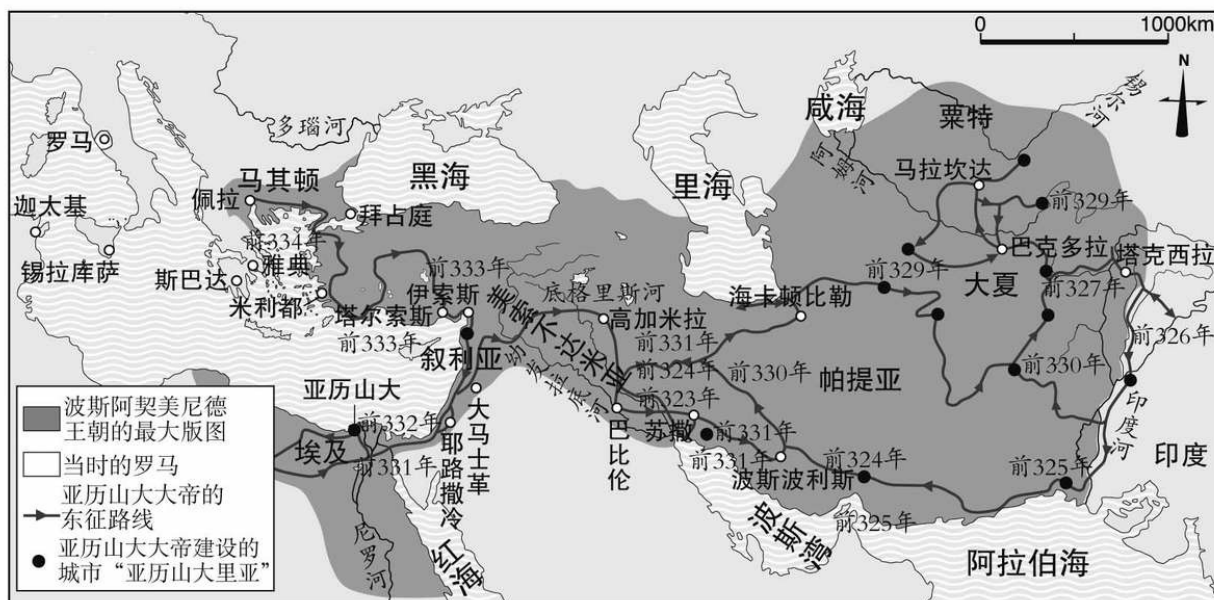 0 1000km
N
咸海
粟特
锡尔河
多瑙河
阿姆河
罗马
马其顿
黑海
里海
马拉坎达
佩拉
迦太基
拜占庭
前329年
前334年
雅典
巴克多拉
塔克西拉
锡拉库萨
斯巴达
前333年
前329年
米利都
伊索斯
底格里斯河
大夏
前327年
塔尔索斯
美索不达米亚
高加米拉
海卡顿比勒
前333年
叙利亚
前331年
前326年
幼发拉底河
前324年
前330年
帕提亚
前330年
亚历山大
前332年
前323年
埃及
前331年
大马士革
耶路撒冷
巴比伦
苏撒
前331年
前331年
波斯波利斯
前324年
前325年
印度河
印度
前325年
尼罗河
红海
波斯湾
阿拉伯海
波斯阿契美尼德
王朝的最大版图
当时的罗马
亚历山大大帝的
东征路线
亚历山大大帝建设的
城市“亚历山大里亚”